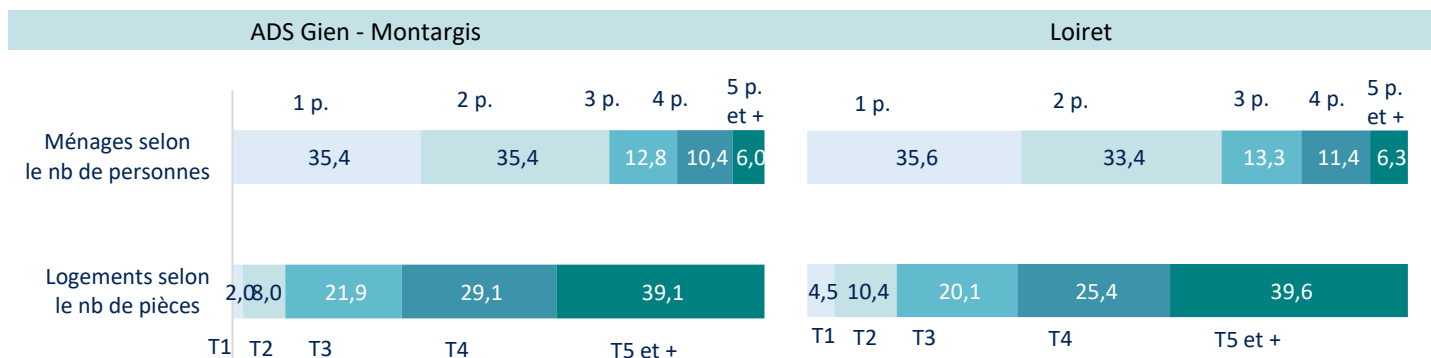 ADS Gien - Montargis
Loiret
1 p. 2 p. 3 p. 4 p. 5 p. et +
Ménages selon
le nb de personnes
35,4 35,4 12,8 10,4 6,0
Logements selon
le nb de pièces
2,0 8,0 21,9 29,1 39,1
T1 T2 T3 T4 T5 et +
1 p. 2 p. 3 p. 4 p. 5 p. et +
35,6 33,4 13,3 11,4 6,3
4,5 10,4 20,1 25,4 39,6
T1 T2 T3 T4 T5 et +